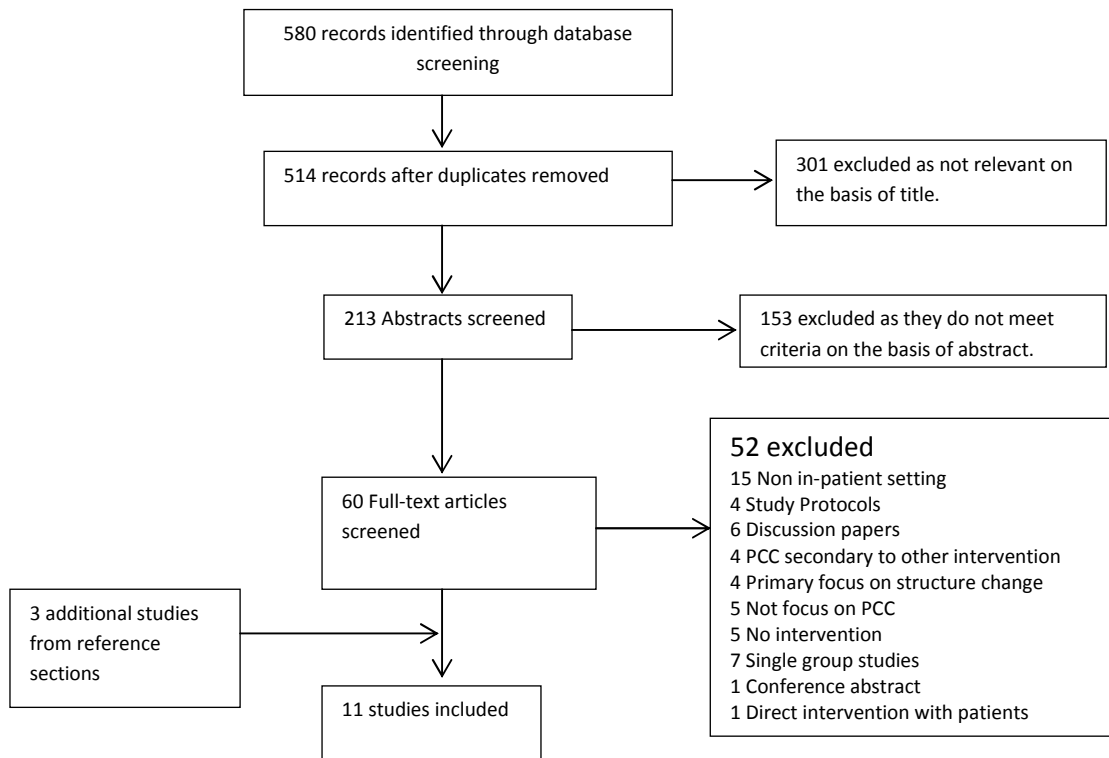 580 records identified through database
screening
514 records after duplicates removed
301 excluded as not relevant on
the basis of title.
213 Abstracts screened
153 excluded as they do not meet
criteria on the basis of abstract.
60 Full-text articles
screened
52 excluded
15 Non in-patient setting
4 Study Protocols
6 Discussion papers
4 PCC secondary to other intervention
4 Primary focus on structure change
5 Not focus on PCC
5 No intervention
7 Single group studies
1 Conference abstract
1 Direct intervention with patients
3 additional studies
from reference
sections
11 studies included